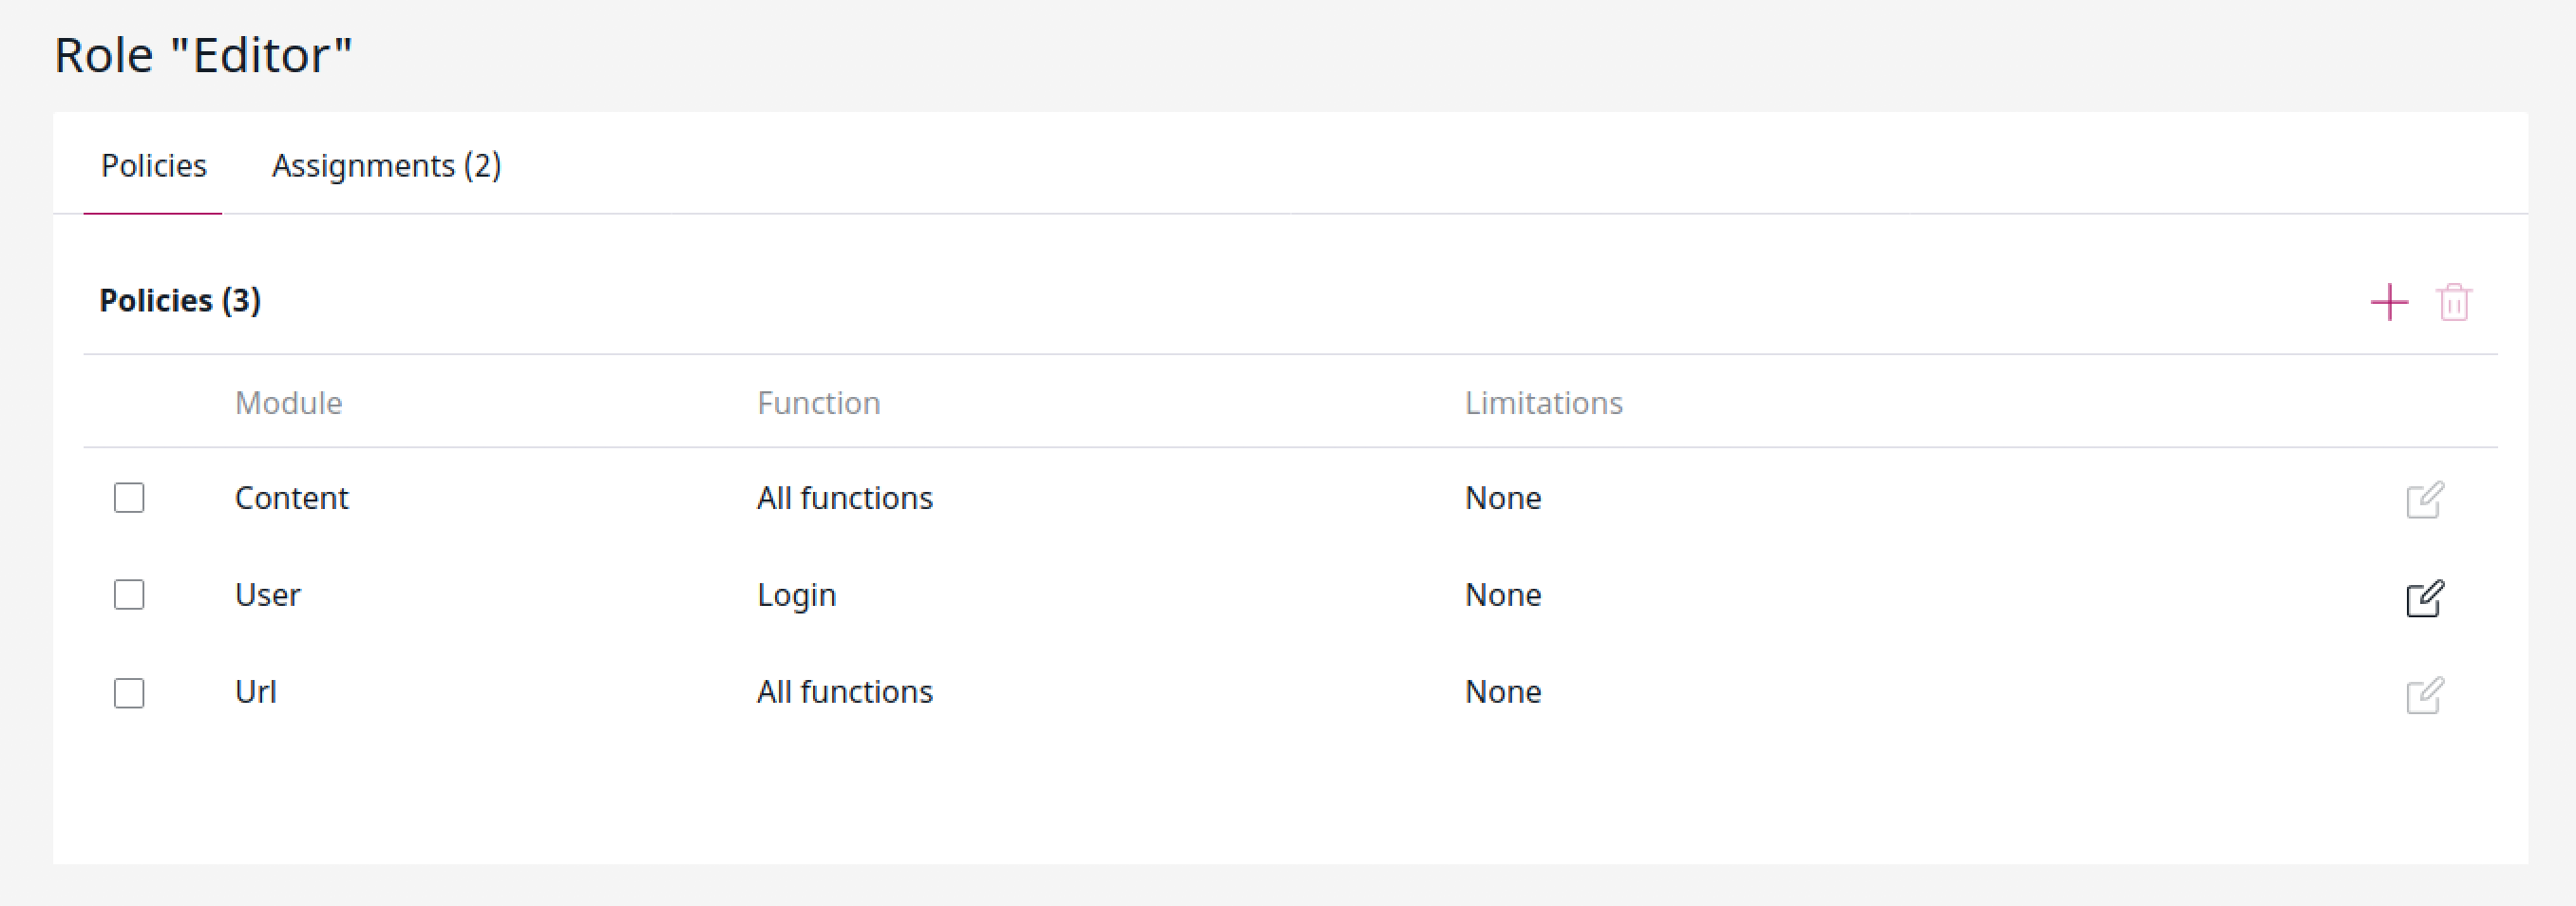 Role "Editor"
Policies Assignments (2)
Policies (3)
Module Function Limitations
Content All functions None
User Login None
Url All functions None